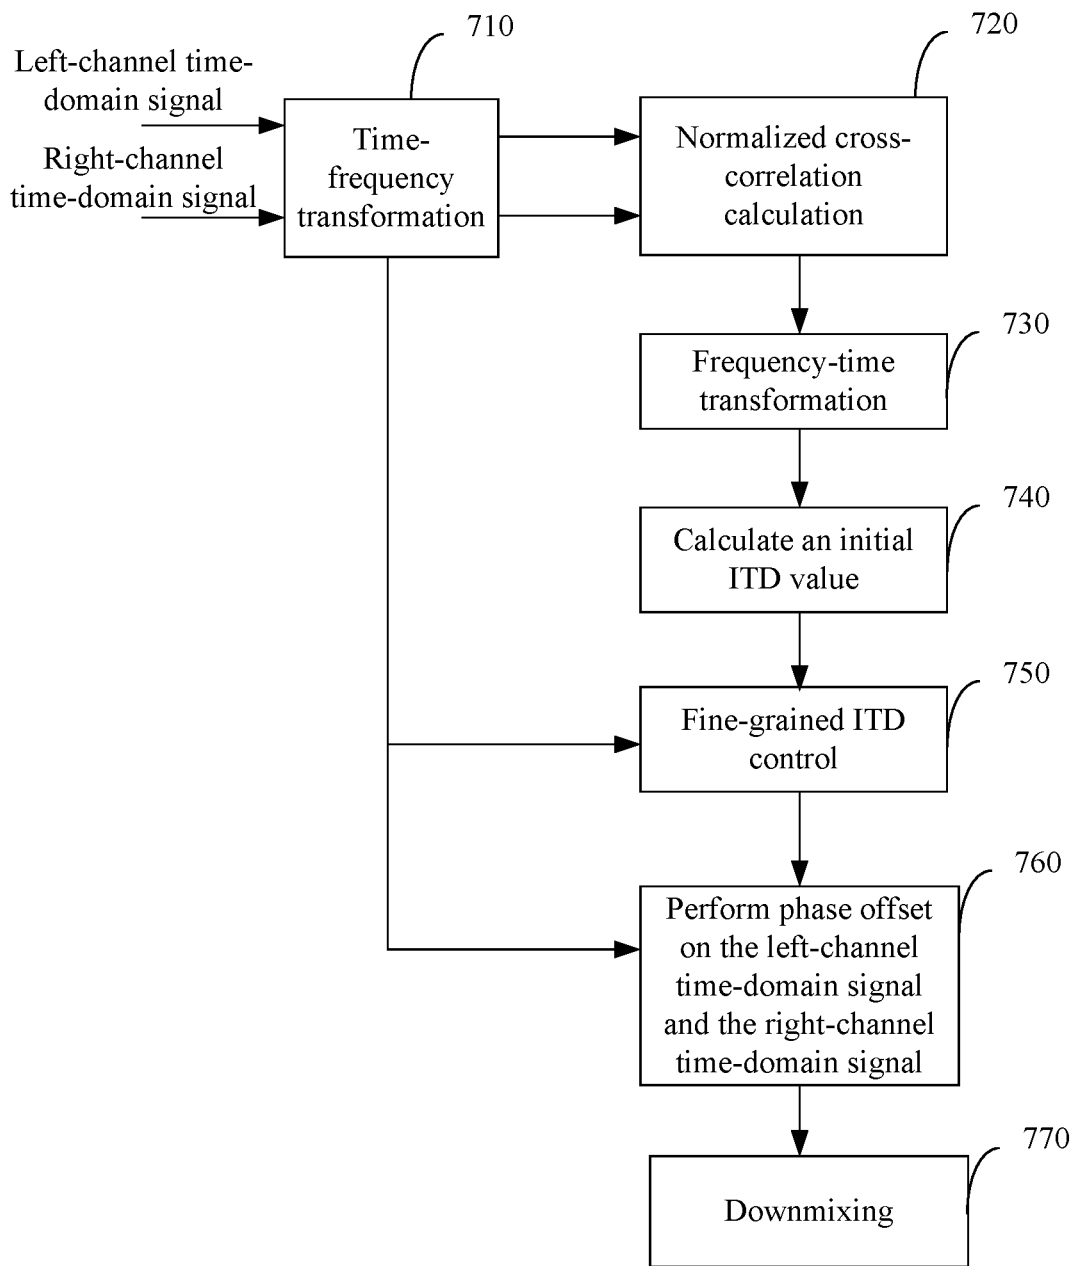 710
720
Left-channel time-
domain signal
Right-channel
time-domain signal
Time-
frequency
transformation
Normalized cross-
correlation
calculation
730
Frequency-time
transformation
740
Calculate an initial
ITD value
750
Fine-grained ITD
control
760
Perform phase offset
on the left-channel
time-domain signal
and the right-channel
time-domain signal
770
Downmixing